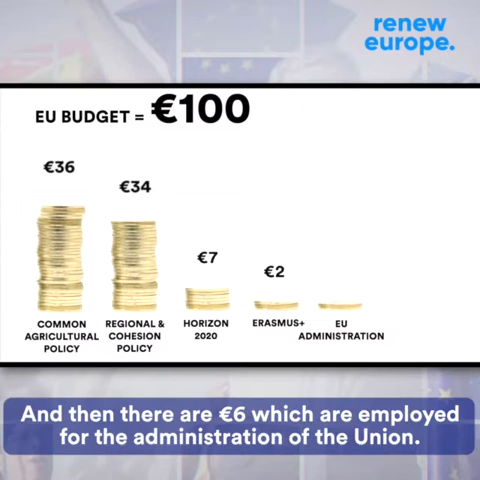 renew
europe.
EU BUDGET = €100
€36
€34
€7
€2
COMMON
AGRICULTURAL
POLICY
REGIONAL &
COHESION
POLICY
HORIZON
2020
ERASMUS+
EU
ADMINISTRATION
And then there are €6 which are employed
for the administration of the Union.